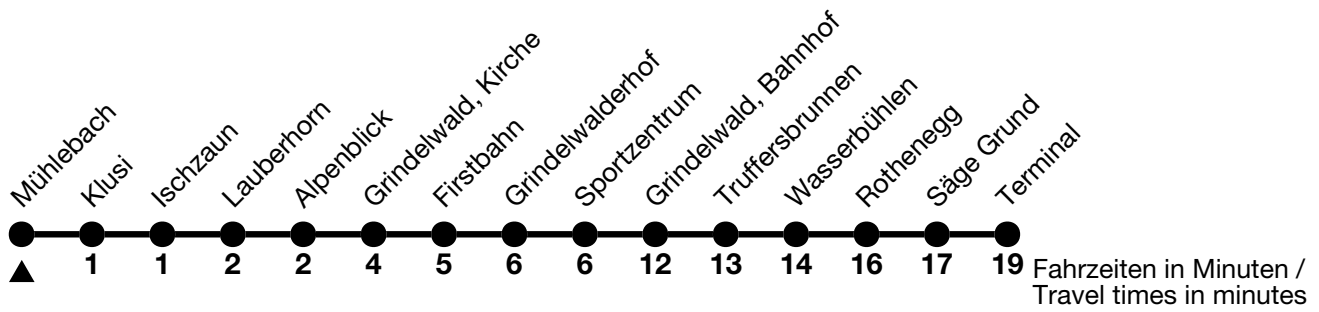 Mühlebach
Klusi
Ischzaun
Lauberhorn
Alpenblick
Grindelwald, Kirche
Firstbahn
Grindelwalderhof
Sportzentrum
Grindelwald, Bahnhof
Truffersbrunnen
Wasserbühlen
Rothenegg
Säge Grund
Terminal
1 1 2 2 4 5 6 6 12 13 14 16 17 19
Fahrzeiten in Minuten /
Travel times in minutes